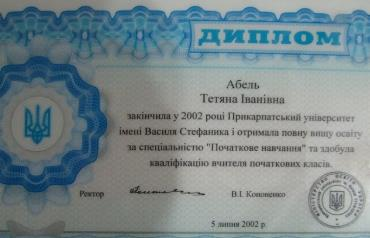 ДИПЛОМ
Абель
Тетяна Іванівна
закінчила у 2002 році Прикарпатський університет
імені Василя Стефаника і отримала повну вищу освіту
за спеціальністю "Початкове навчання" та здобула
кваліфікацію вчителя початкових класів.
Ректор В.І. Кононенко
5 липня 2002 р.